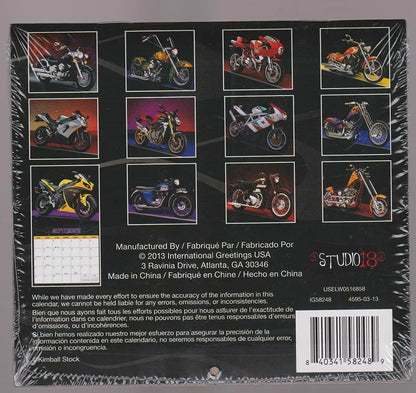 SEPTEMBER
Manufactured By / Fabriqué Par / Fabricado Por
© 2013 International Greetings USA
3 Ravinia Drive, Atlanta, GA 30346
Made in China / Fabriqué en Chine / Hecho en China
STUDIO18
USELW0516858
IG58248 4595-03-13
While we have made every effort to ensure the accuracy of the information in this
calendar, we cannot be held liable for any errors, omissions or inconsistencies.
Bien que nous ayons fait tous les efforts possibles pour nous assurer de l'exactitude de
l'information dans ce calendrier, nous ne pouvons pas être responsables d'erreurs,
d'omissions, ou d'incohérences.
Si bien hemos realizado nuestro mejor esfuerzo para asegurar la precisión de la
información contenida en este calendario, no seremos responsables de cualquier error,
omisión o incongruencia.
©Kimball Stock
8 40341 58248 9